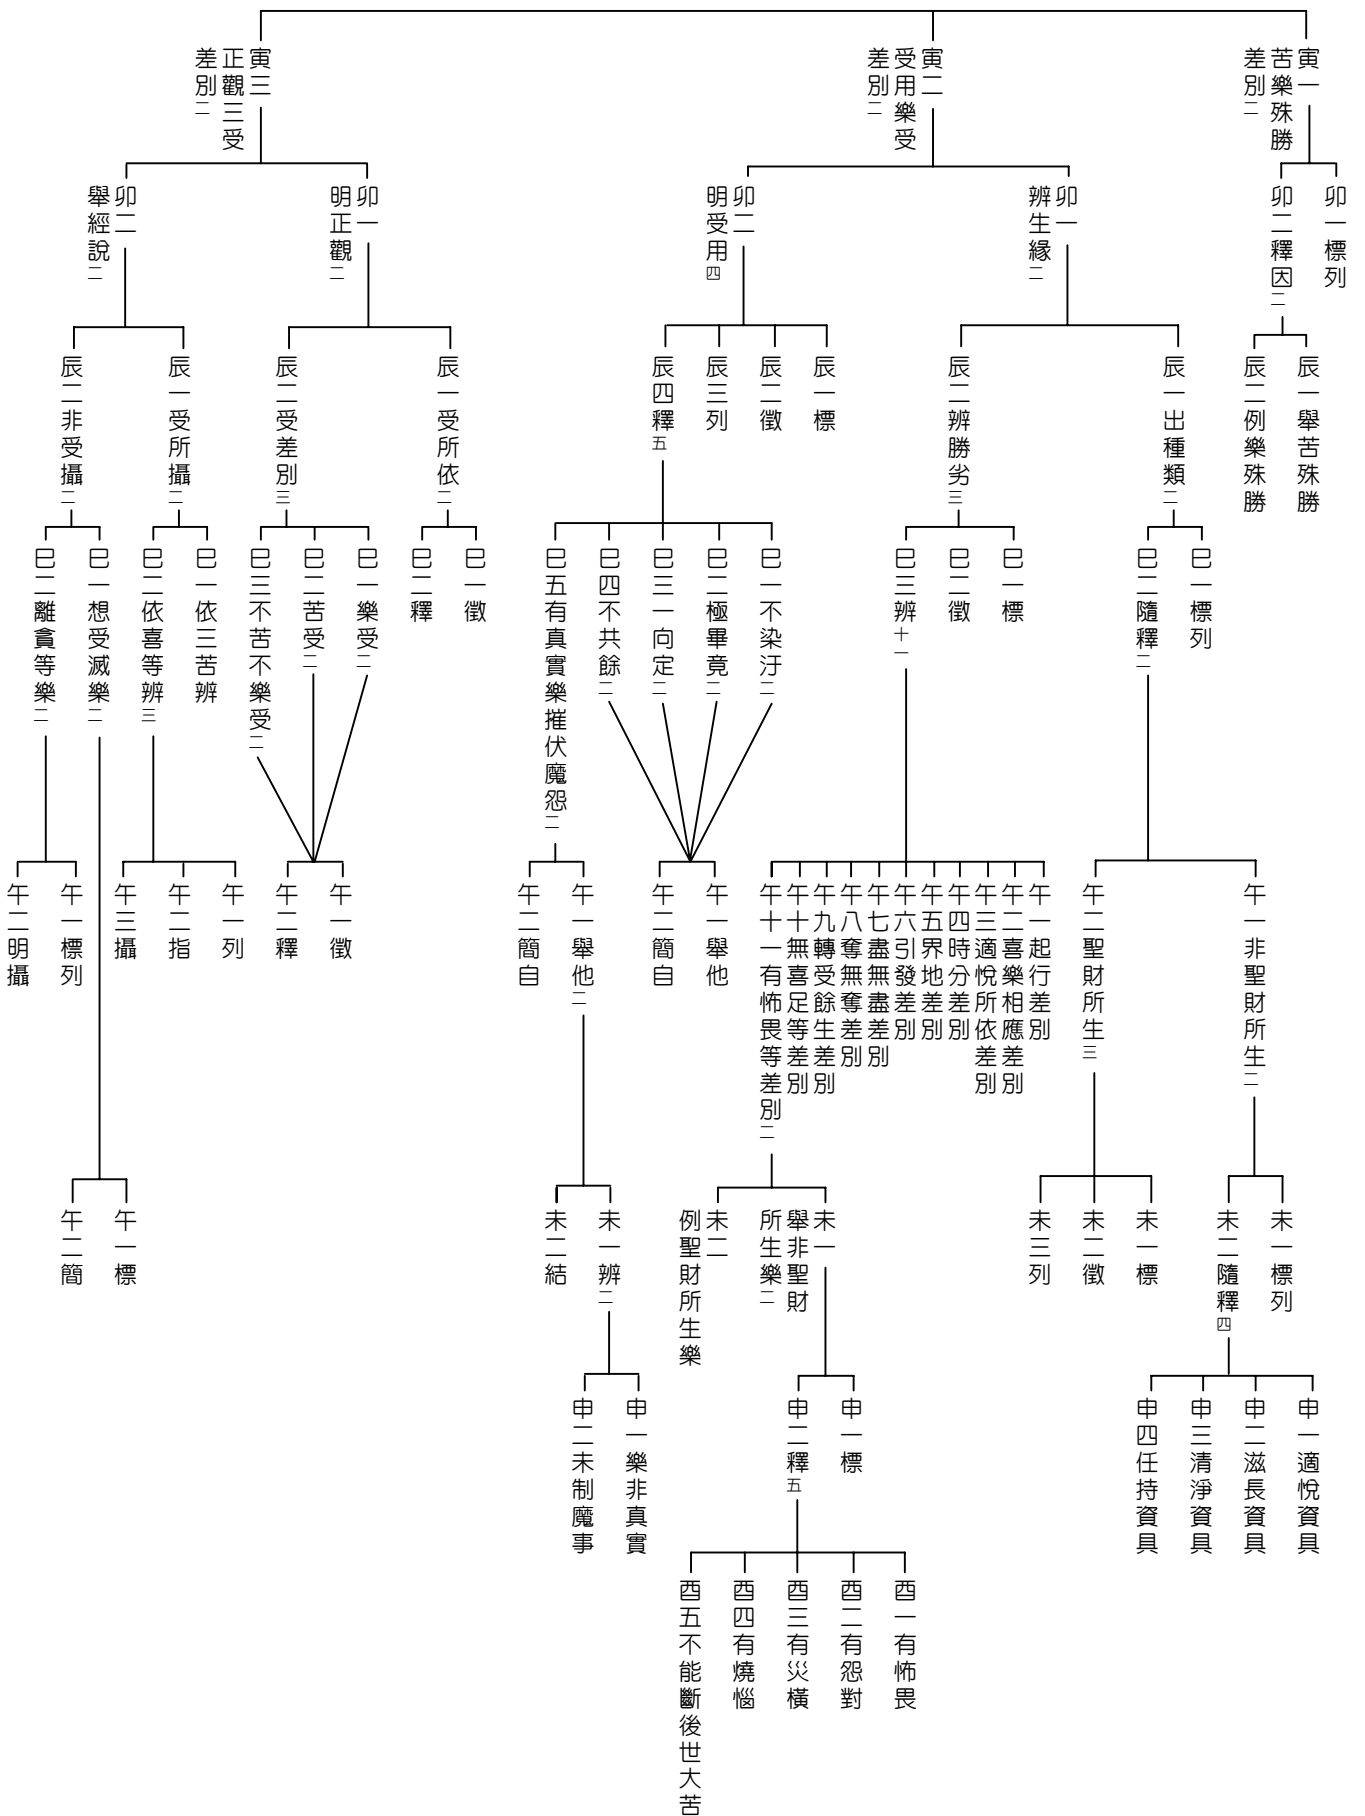 寅一
苦樂殊勝
差別二
寅二
受用樂受
差別二
寅三
正觀三受
差別二
卯一標列
卯二釋因二
卯一
辨生緣二
卯二
明受用四
卯一
明正觀二
卯二
舉經說二
辰一舉苦殊勝
辰二例樂殊勝
辰一出種類二
辰二辨勝劣三
辰一標
辰二徵
辰三列
辰四釋五
辰一受所依二
辰二受差別三
辰一受所攝二
辰二非受攝二
巳一標列
巳二隨釋二
巳一標
巳二徵
巳三辨十一
巳一不染汙二
巳二極畢竟二
巳三一向定二
巳四不共餘二
巳五有真實樂摧伏魔怨二
巳一徵
巳二釋
巳一樂受二
巳二苦受二
巳三不苦不樂受二
巳一依三苦辨
巳二依喜等辨三
巳一想受滅樂二
巳二離貪等樂二
午一非聖財所生二
午二聖財所生三
午一起行差別
午二喜樂相應差別
午三適悅所依差別
午四時分差別
午五界地差別
午六引發差別
午七盡無盡差別
午八奪無奪差別
午九轉受餘生差別
午十無喜足等差別
午十一有怖畏等差別二
午一舉他
午二簡自
午一舉他二
午二簡自
午一徵
午二釋
午一列
午二指
午三攝
午一標列
午二明攝
未一標列
未二隨釋四
未一標
未二徵
未三列
未一
舉非聖財
所生樂二
未二
例聖財所生樂
未一辨二
未二結
午一標
午二簡
申一適悅資具
申二滋長資具
申三清淨資具
申四任持資具
申一標
申二釋五
申一樂非真實
申二未制魔事
酉一有怖畏
酉二有怨對
酉三有災橫
酉四有燒惱
酉五不能斷後世大苦